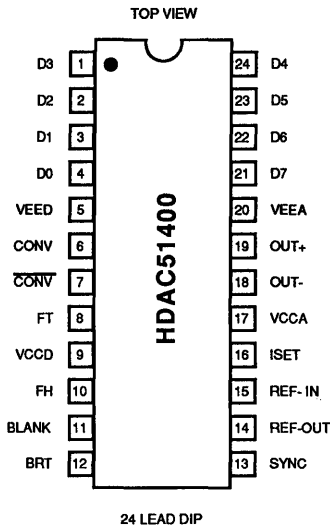 TOP VIEW
D3 1 24 D4
D2 2 23 D5
D1 3 22 D6
D0 4 21 D7
VEED 5 20 VEEA
CONV 6 19 OUT+
C̅O̅N̅V̅ 7 18 OUT-
FT 8 17 VCCA
VCCD 9 16 ISET
FH 10 15 REF-IN
BLANK 11 14 REF-OUT
BRT 12 13 SYNC
HDAC51400
24 LEAD DIP